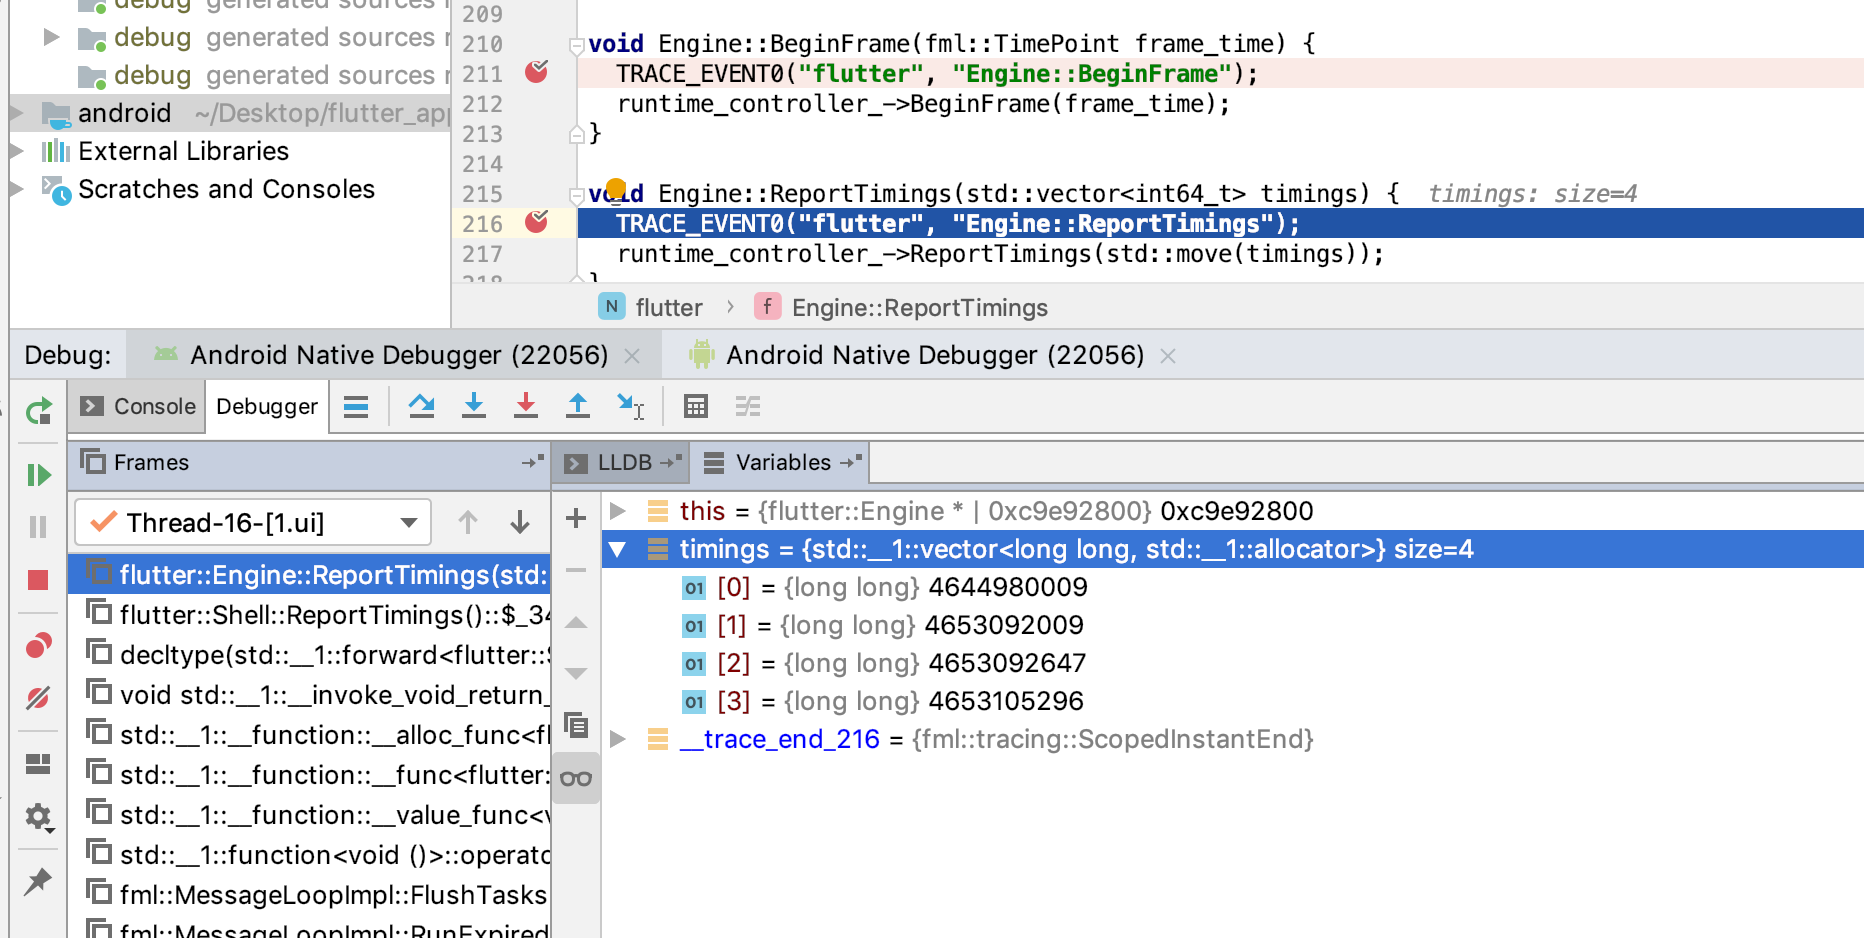 debug generated sources
debug generated sources
debug generated sources
android ~/Desktop/flutter_ap
External Libraries
Scratches and Consoles
209
210 void Engine::BeginFrame(fml::TimePoint frame_time) {
211 TRACE_EVENT0("flutter", "Engine::BeginFrame");
212 runtime_controller_->BeginFrame(frame_time);
213 }
214
215 void Engine::ReportTimings(std::vector<int64_t> timings) { timings: size=4
216 TRACE_EVENT0("flutter", "Engine::ReportTimings");
217 runtime_controller_->ReportTimings(std::move(timings));
218 }
N flutter › f Engine::ReportTimings
Debug: Android Native Debugger (22056) × Android Native Debugger (22056) ×
Console Debugger
Frames
LLDB Variables
Thread-16-[1.ui]
flutter::Engine::ReportTimings(std:
flutter::Shell::ReportTimings()::$_34
decltype(std::__1::forward<flutter::
void std::__1::__invoke_void_return_
std::__1::__function::__alloc_func<fl
std::__1::__function::__func<flutter:
std::__1::__function::__value_func<v
std::__1::function<void ()>::operato
fml::MessageLoopImpl::FlushTasks
fml::MessageLoopImpl::RunExpired
this = {flutter::Engine * | 0xc9e92800} 0xc9e92800
timings = {std::__1::vector<long long, std::__1::allocator>} size=4
01 [0] = {long long} 4644980009
01 [1] = {long long} 4653092009
01 [2] = {long long} 4653092647
01 [3] = {long long} 4653105296
__trace_end_216 = {fml::tracing::ScopedInstantEnd}